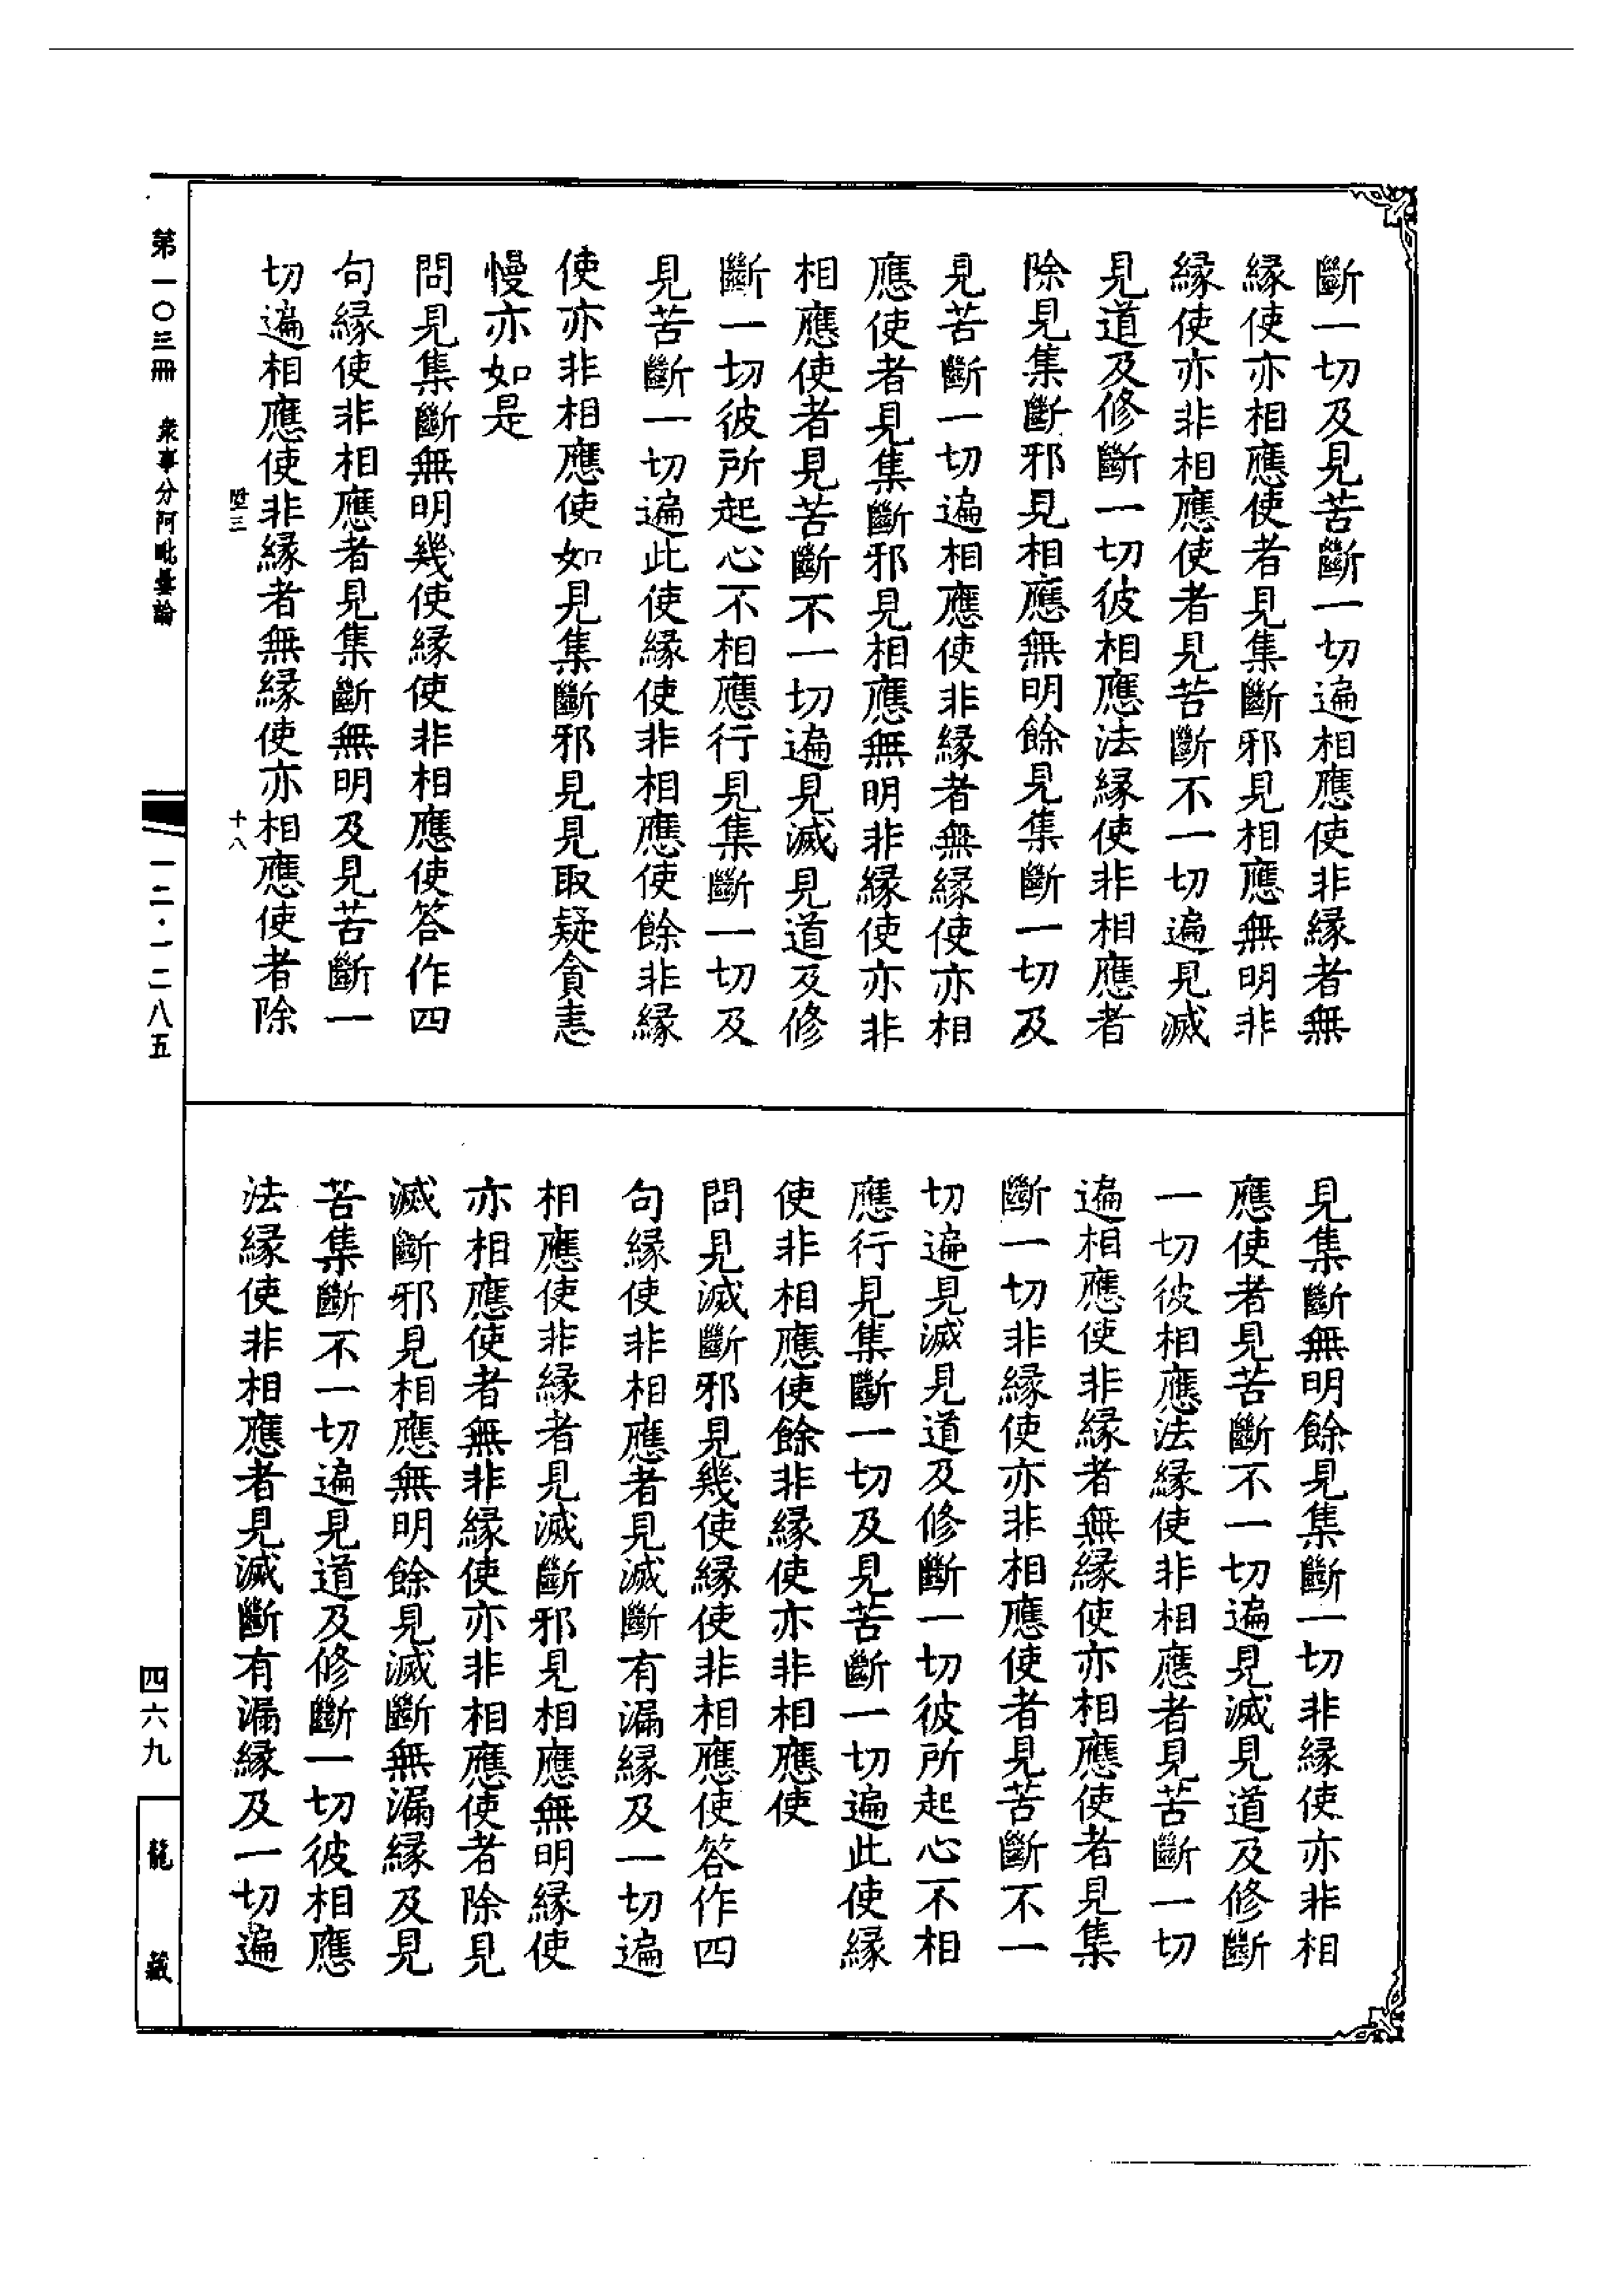 斷一切及見苦斷一切遍相應使非緣者無
緣使亦相應使者見集斷邪見相應無明非
緣使亦非相應使者見苦斷不一切遍見滅
見道及修斷一切彼相應法緣使非相應者
除見集斷邪見相應無明餘見集斷一切及
見苦斷一切遍相應使非緣者無緣使亦相
應使者見集斷邪見相應無明非緣使亦非
相應使者見苦斷不一切遍見滅見道及修
斷一切彼所起心不相應行見集斷一切及
見苦斷一切遍此使緣使非相應使餘非緣
使亦非相應使如見集斷邪見見取疑貪恚
慢亦如是
問見集斷無明幾使緣使非相應使答作四
句緣使非相應者見集斷無明及見苦斷一
切遍相應使非緣者無緣使亦相應使者除
見集斷無明餘見集斷一切非緣使亦非相
應使者見苦斷不一切遍見滅見道及修斷
一切彼相應法緣使非相應者見苦斷一切
遍相應使非緣者無緣使亦相應使者見集
斷一切非緣使亦非相應使者見苦斷不一
切遍見滅見道及修斷一切彼所起心不相
應行見集斷一切及見苦斷一切遍此使緣
使非相應使餘非緣使亦非相應使
問見滅斷邪見幾使緣使非相應使答作四
句緣使非相應者見滅斷有漏緣及一切遍
相應使非緣者見滅斷邪見相應無明緣使
亦相應使者無非緣使亦非相應使者除見
滅斷邪見相應無明餘見滅斷無漏緣及見
苦集斷不一切遍見道及修斷一切彼相應
法緣使非相應者見滅斷有漏緣及一切遍
第一〇三冊 衆事分阿毗曇論
十八
一二·一二八五
四六九
龍藏